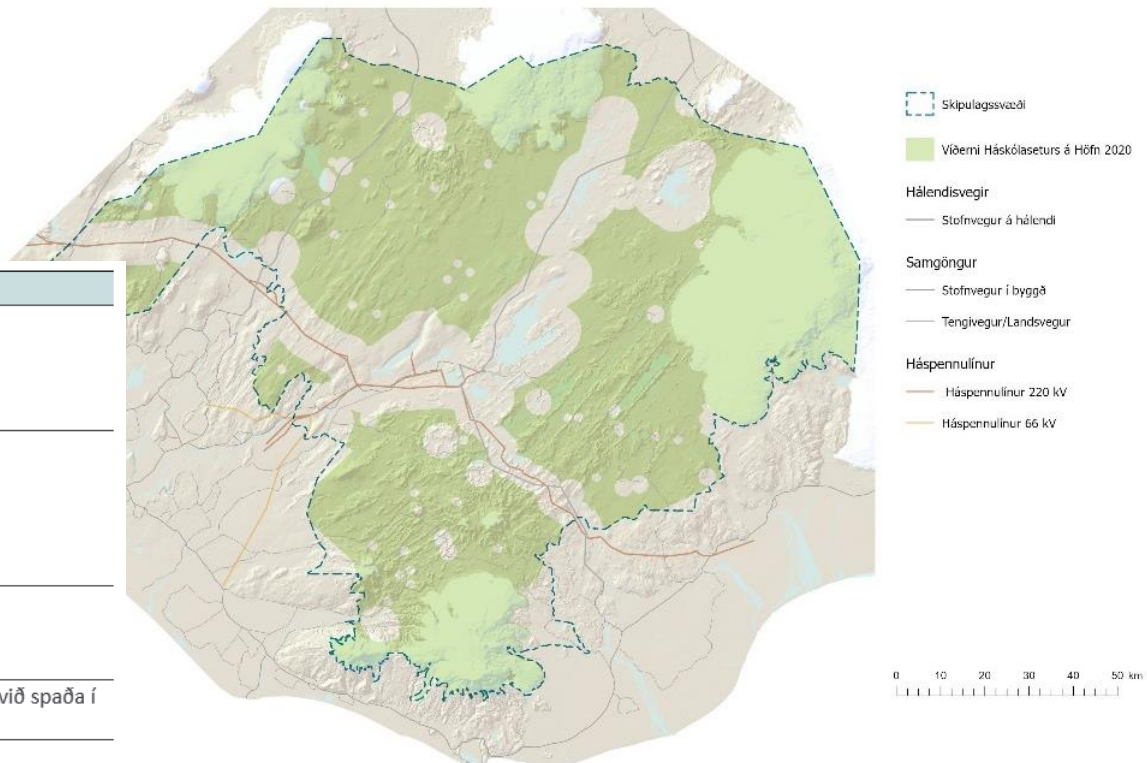 við spaða í
Skipulagssvæði
Víðerni Háskólaseturs á Höfn 2020
Hálendisvegir
Stofnvegur á hálendi
Samgöngur
Stofnvegur í byggð
Tengivegur/Landsvegur
Háspennulínur
Háspennulínur 220 kV
Háspennulínur 66 kV
0 10 20 30 40 50 km